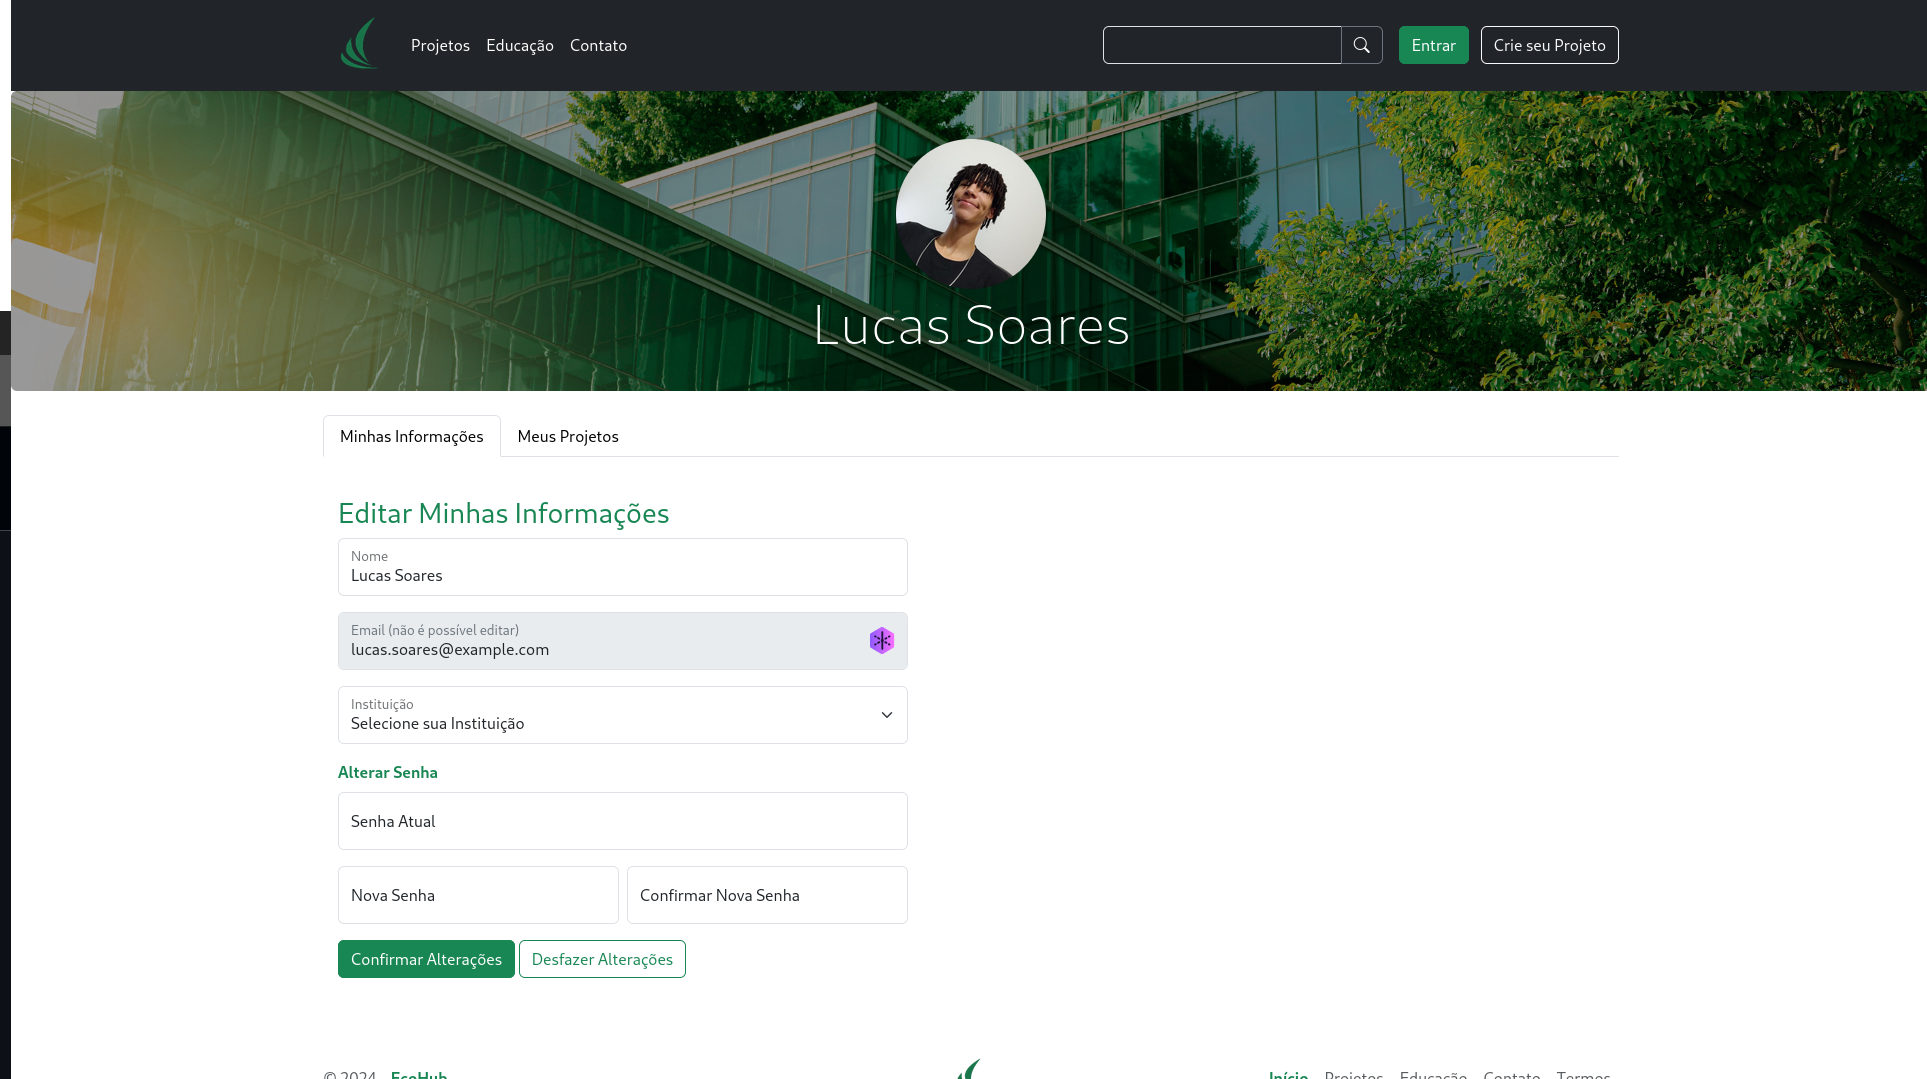 Projetos Educação Contato Entrar Crie seu Projeto
Lucas Soares
Minhas Informações Meus Projetos
Editar Minhas Informações
Nome
Lucas Soares
Email (não é possível editar)
lucas.soares@example.com
Instituição
Selecione sua Instituição
Alterar Senha
Senha Atual
Nova Senha Confirmar Nova Senha
Confirmar Alterações Desfazer Alterações
© 2024 EcoHub Início Projetos Educação Contato Termos